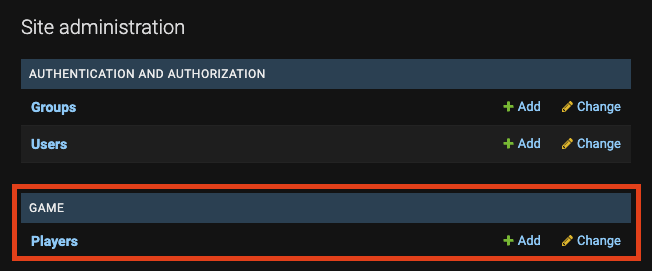 Site administration
AUTHENTICATION AND AUTHORIZATION
Groups Add Change
Users Add Change
GAME
Players Add Change